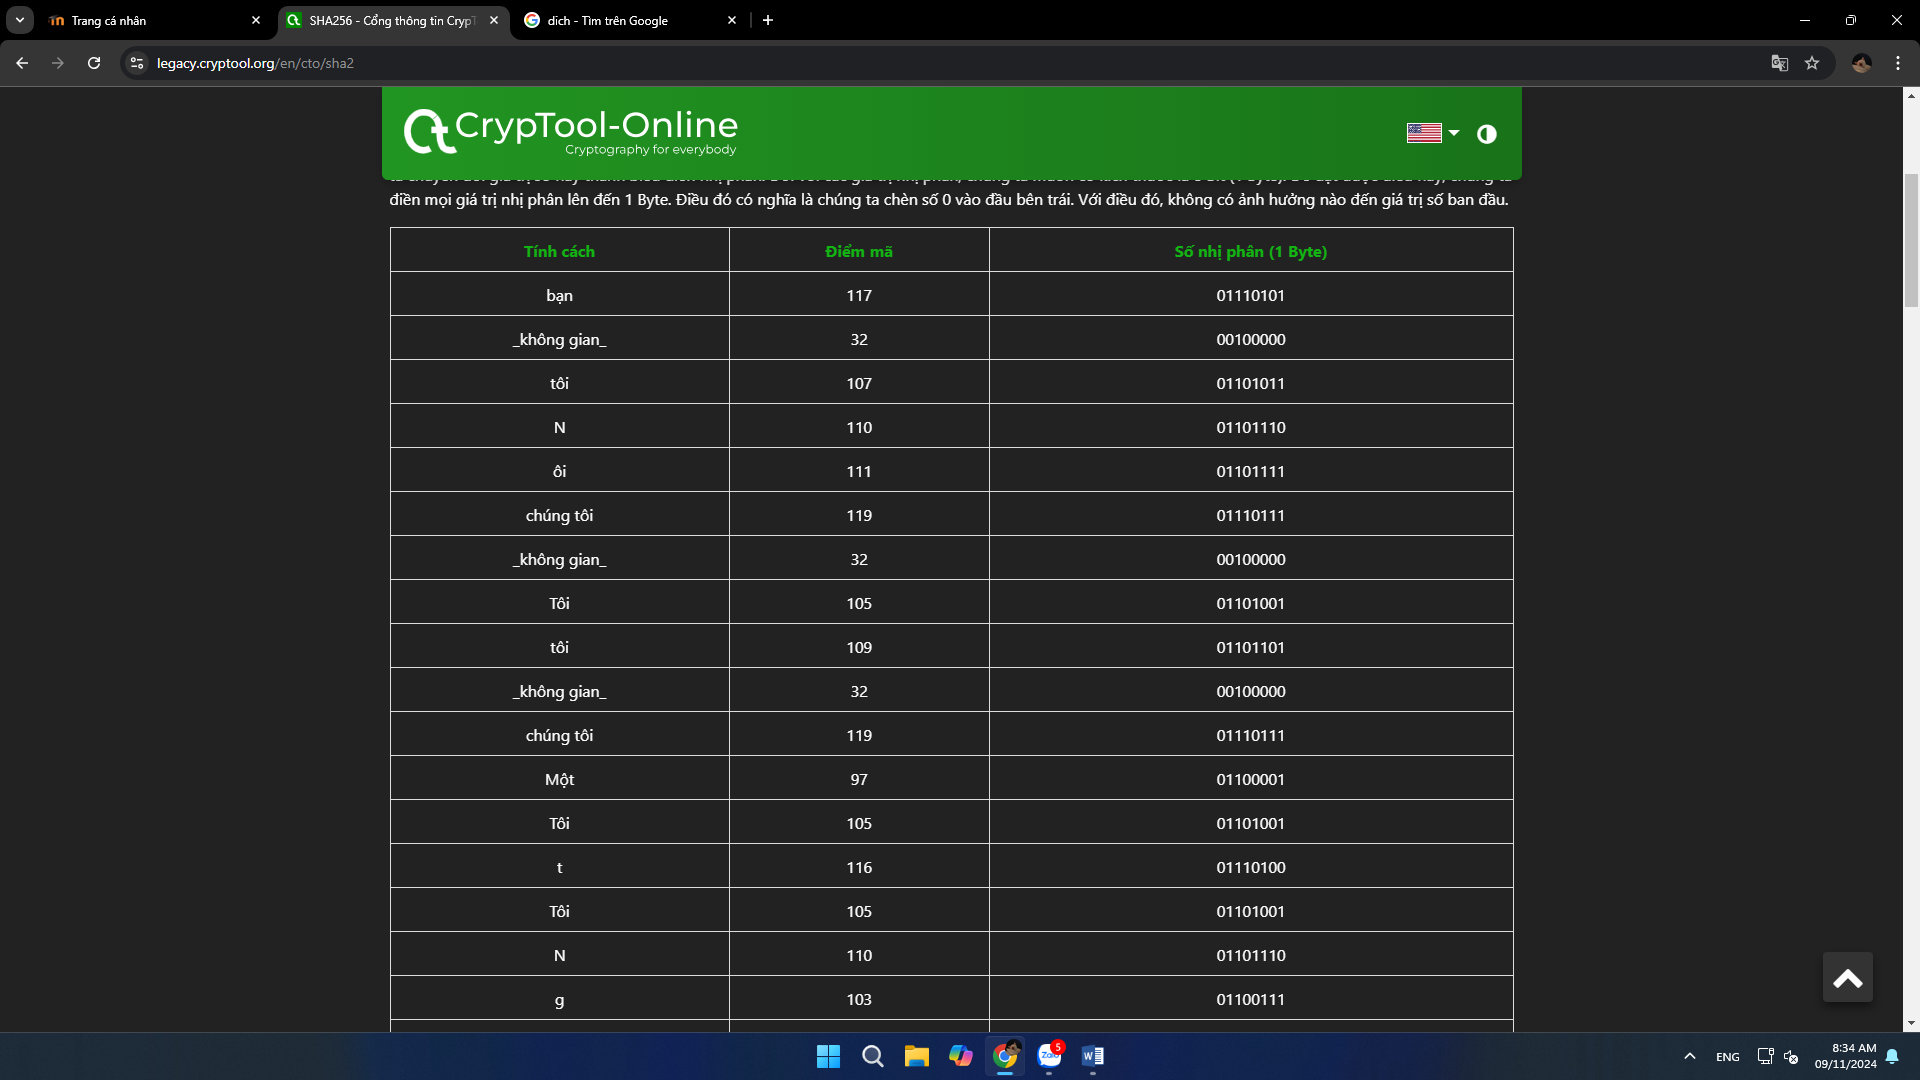 Trang cá nhân
SHA256 - Cổng thông tin Cryp
dich - Tìm trên Google
legacy.cryptool.org/en/cto/sha2
CrypTool-Online
Cryptography for everybody
điền mọi giá trị nhị phân lên đến 1 Byte. Điều đó có nghĩa là chúng ta chèn số 0 vào đầu bên trái. Với điều đó, không có ảnh hưởng nào đến giá trị số ban đầu.
Tính cách Điểm mã Số nhị phân (1 Byte)
bạn 117 01110101
_không gian_ 32 00100000
tôi 107 01101011
N 110 01101110
ôi 111 01101111
chúng tôi 119 01110111
_không gian_ 32 00100000
Tôi 105 01101001
tôi 109 01101101
_không gian_ 32 00100000
chúng tôi 119 01110111
Một 97 01100001
Tôi 105 01101001
t 116 01110100
Tôi 105 01101001
N 110 01101110
g 103 01100111
Zalo 5
ENG
8:34 AM
09/11/2024